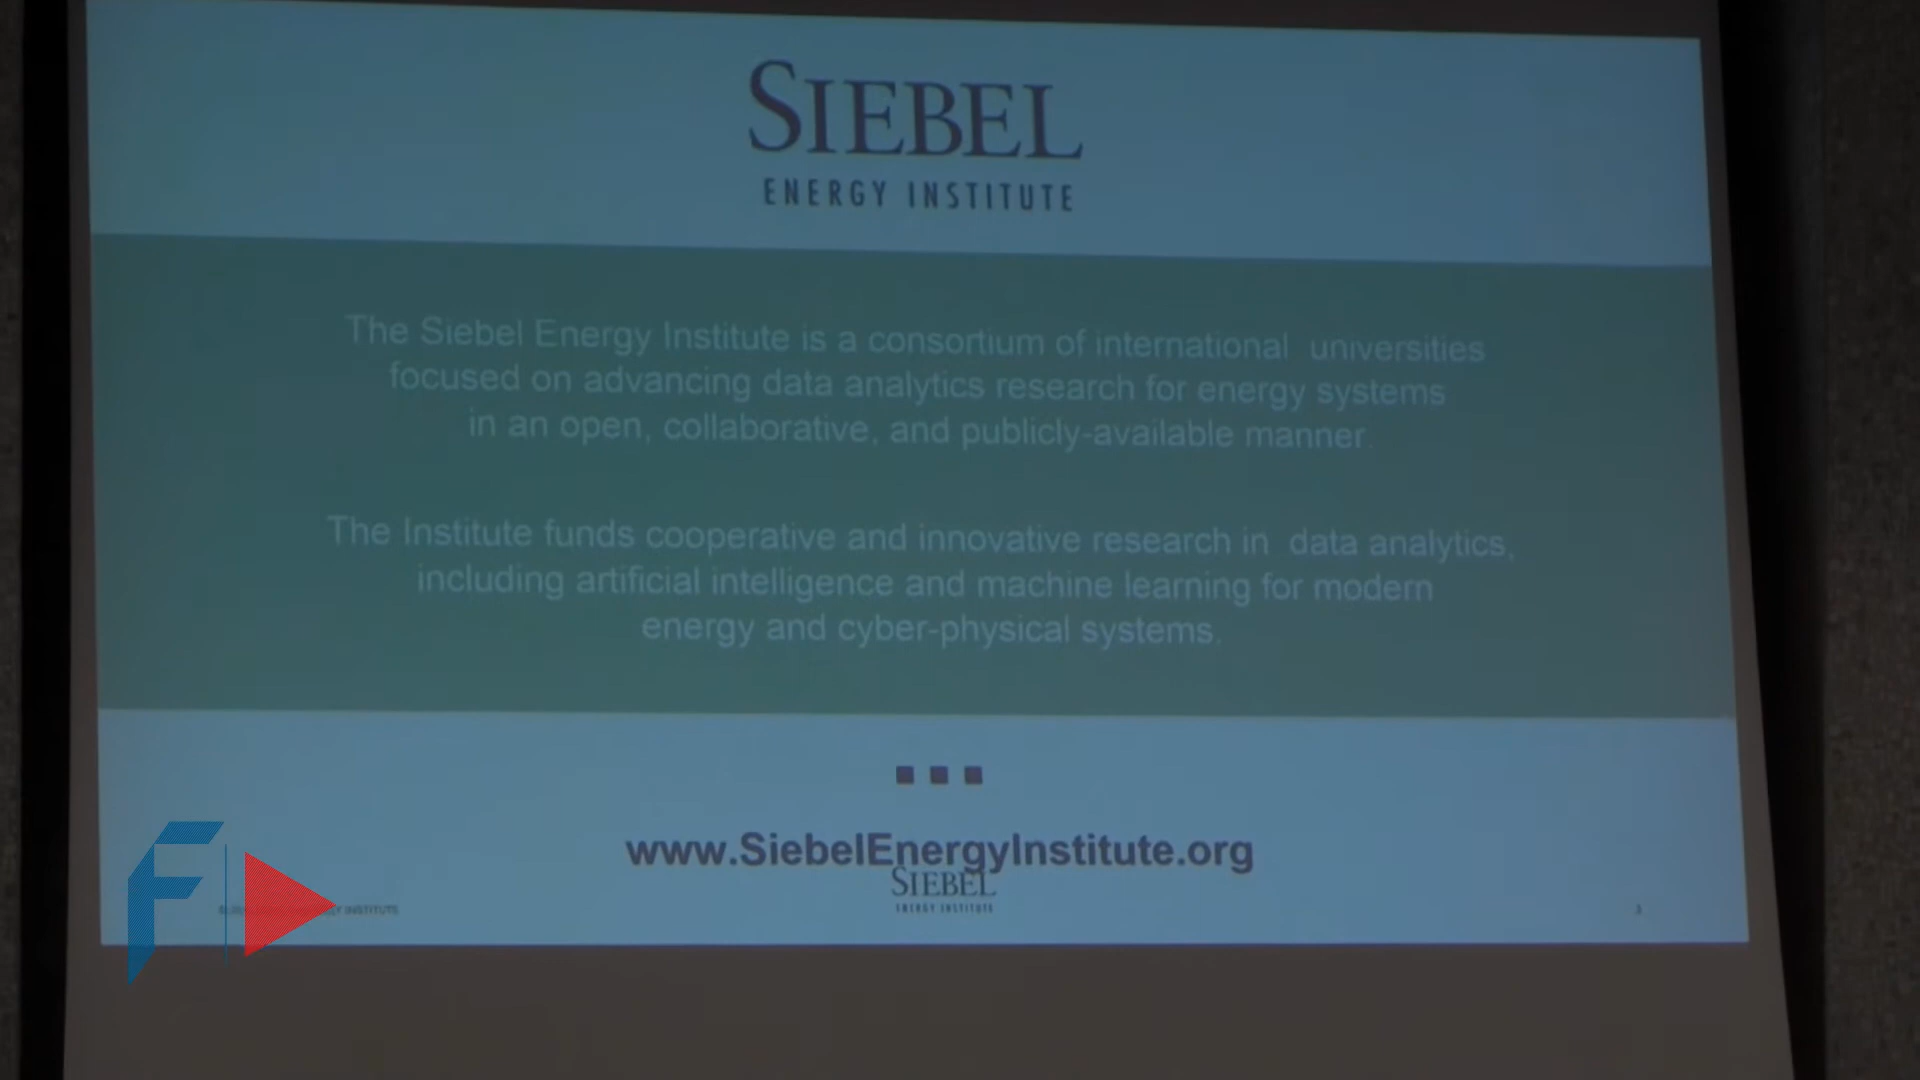 SIEBEL
ENERGY INSTITUTE
The Siebel Energy Institute is a consortium of international universities
focused on advancing data analytics research for energy systems
in an open, collaborative, and publicly-available manner.
The Institute funds cooperative and innovative research in data analytics,
including artificial intelligence and machine learning for modern
energy and cyber-physical systems.
www.SiebelEnergyInstitute.org
SIEBEL
ENERGY INSTITUTE
INSTITUTE
F